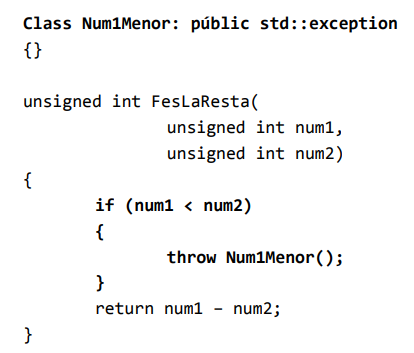 Class Num1Menor: públic std::exception
{}
unsigned int FesLaResta(
unsigned int num1,
unsigned int num2)
{
if (num1 < num2)
{
throw Num1Menor();
}
return num1 – num2;
}